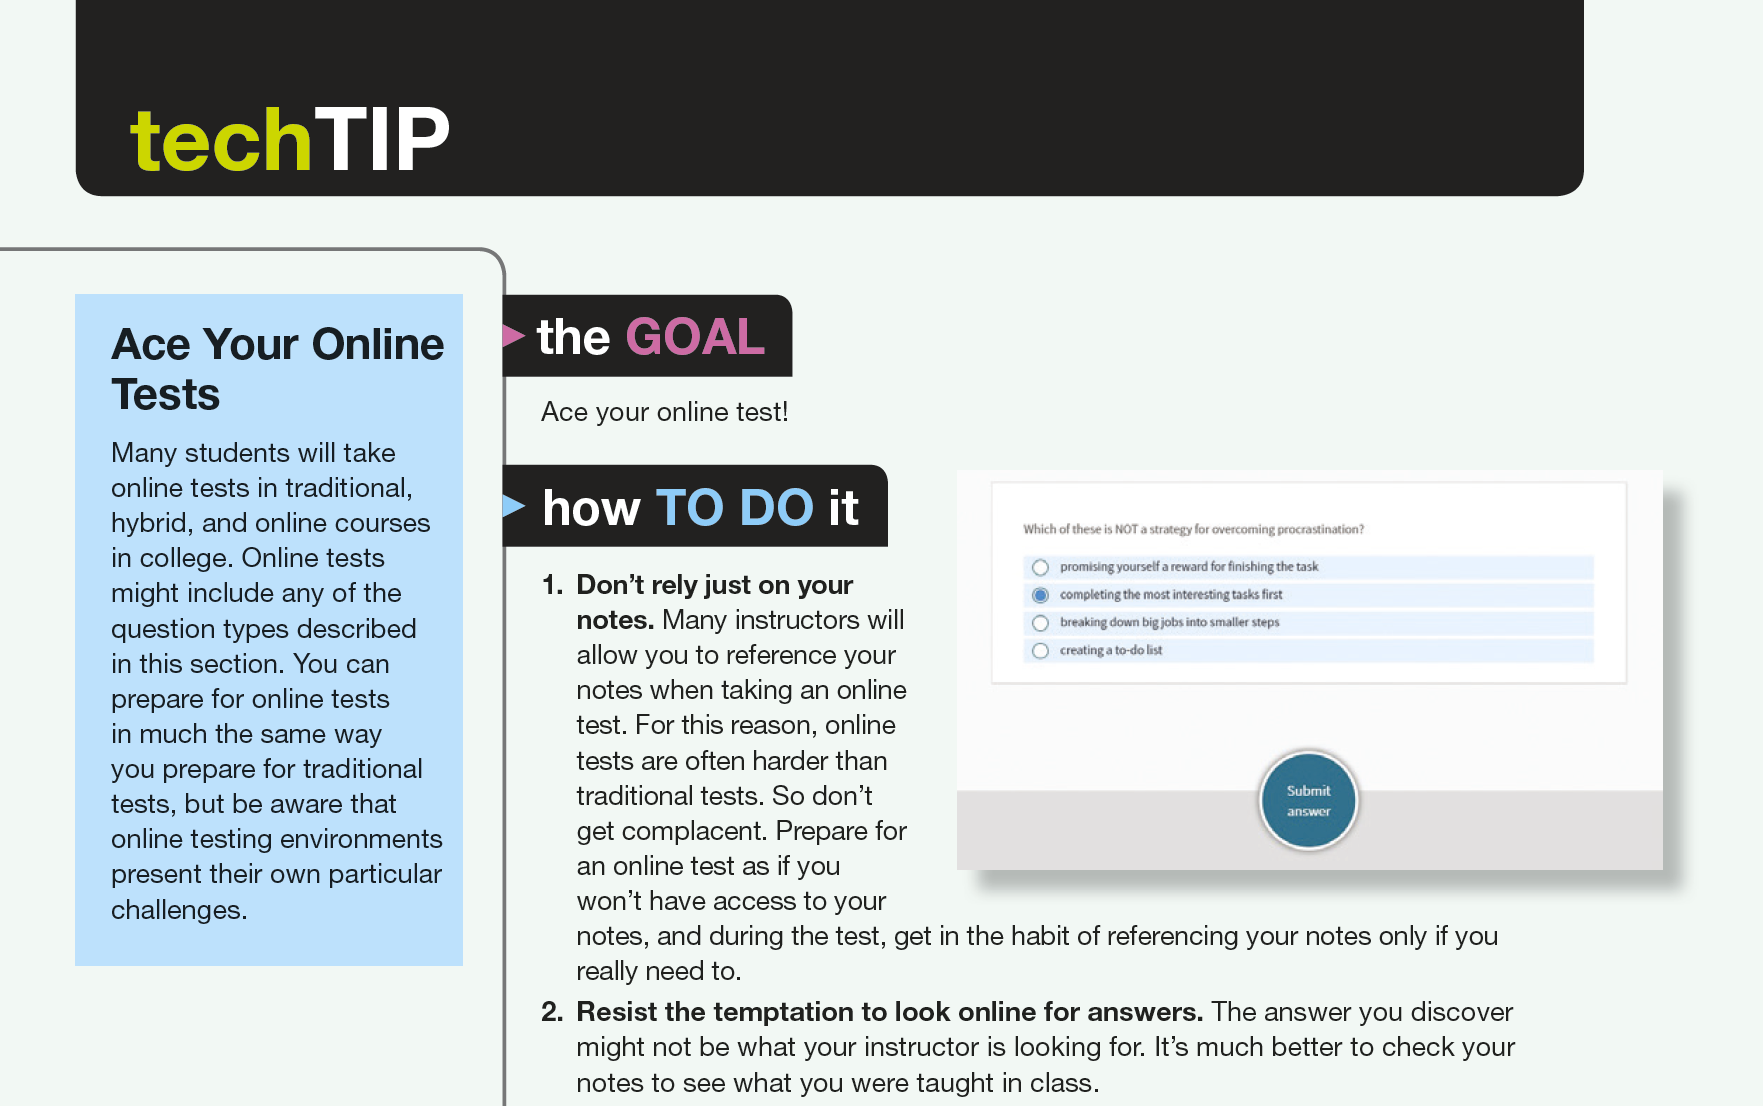 techTIP
Ace Your Online
Tests
Many students will take
online tests in traditional,
hybrid, and online courses
in college. Online tests
might include any of the
question types described
in this section. You can
prepare for online tests
in much the same way
you prepare for traditional
tests, but be aware that
online testing environments
present their own particular
challenges.
the GOAL
Ace your online test!
how TO DO it
1. Don’t rely just on your
notes. Many instructors will
allow you to reference your
notes when taking an online
test. For this reason, online
tests are often harder than
traditional tests. So don’t
get complacent. Prepare for
an online test as if you
won’t have access to your
notes, and during the test, get in the habit of referencing your notes only if you
really need to.
2. Resist the temptation to look online for answers. The answer you discover
might not be what your instructor is looking for. It’s much better to check your
notes to see what you were taught in class.
Which of these is NOT a strategy for overcoming procrastination?
promising yourself a reward for finishing the task
completing the most interesting tasks first
breaking down big jobs into smaller steps
creating a to-do list
Submit
answer